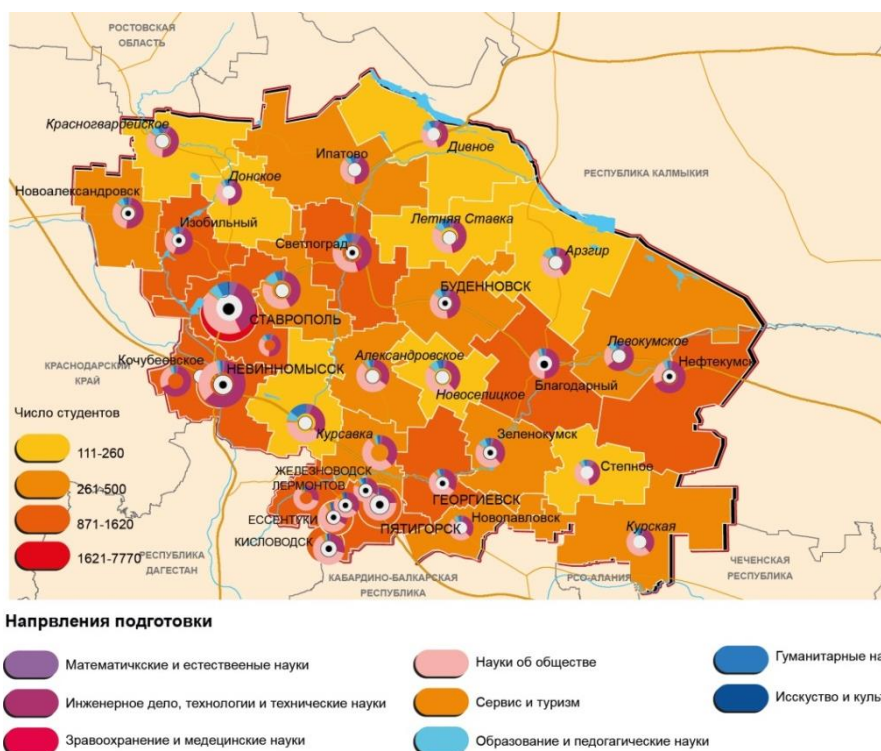 РОСТОВСКАЯ
ОБЛАСТЬ
Красногвардейское
Дивное
Ипатово
РЕСПУБЛИКА КАЛМЫКИЯ
Донское
Новоалександровск
Летняя Ставка
Изобильный
Светлоград
Арзгир
БУДЕННОВСК
СТАВРОПОЛЬ
Левокумское
Кочубеевское
Александровское
КРАСНОДАРСКИЙ
КРАЙ
НЕВИННОМЫССК
Нефтекумск
Благодарный
Новоселицкое
Число студентов
Курсавка
Зеленокумск
111-260
Степное
ЖЕЛЕЗНОВОДСК
261-500
ЛЕРМОНТОВ
ГЕОРГИЕВСК
ЕССЕНТУКИ
ПЯТИГОРСК
Новопавловск
871-1620
Курская
КИСЛОВОДСК
1621-7770
РЕСПУБЛИКА
ДАГЕСТАН
ЧЕЧЕНСКАЯ
РЕСПУБЛИКА
КАБАРДИНО-БАЛКАРСКАЯ
РЕСПУБЛИКА
РСО-АЛАНИЯ
Напрвления подготовки
Математичкские и естествееные науки
Науки об обществе
Гуманитарные на
Инженерное дело, технологии и технические науки
Сервис и туризм
Исскуство и куль
Зравоохранение и медецинские науки
Образование и педогагические науки